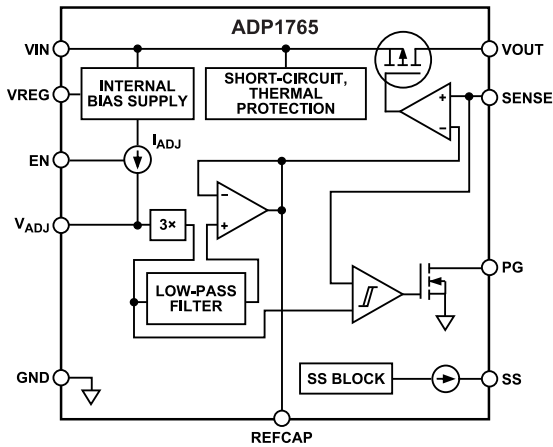 ADP1765
VIN
VOUT
VREG
INTERNAL
BIAS SUPPLY
SHORT-CIRCUIT,
THERMAL
PROTECTION
SENSE
+
−
EN
IADJ
VADJ
3×
−
+
LOW-PASS
FILTER
PG
GND
SS BLOCK
SS
REFCAP